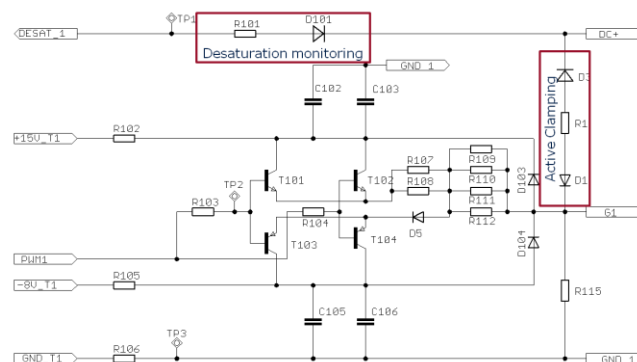 TP1
R101
D101
DESAT_1
DC+
Desaturation monitoring
GND_1
D3
C102
C103
R1
+15V_T1
R102
Active Clamping
R107
R109
D103
D1
T101
T102
R108
R110
TP2
R103
R104
R111
G1
R112
T103
T104
D5
D104
PWM1
-8V_T1
R105
R115
C105
C106
TP3
GND_T1
R106
GND_1